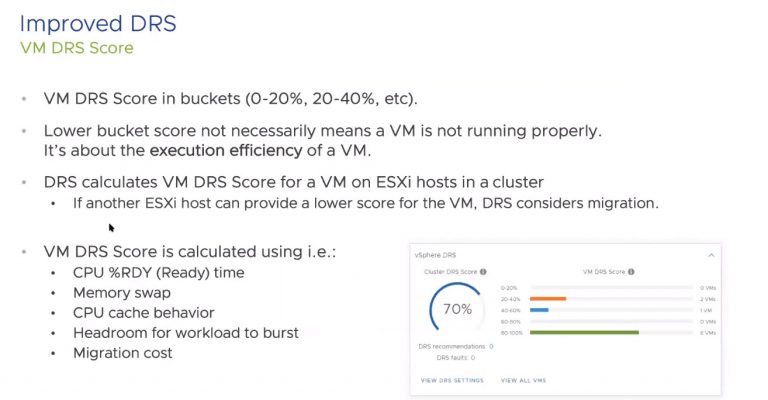 Improved DRS
VM DRS Score
• VM DRS Score in buckets (0-20%, 20-40%, etc).
• Lower bucket score not necessarily means a VM is not running properly.
It's about the execution efficiency of a VM.
• DRS calculates VM DRS Score for a VM on ESXi hosts in a cluster
• If another ESXi host can provide a lower score for the VM, DRS considers migration.
• VM DRS Score is calculated using i.e.:
• CPU %RDY (Ready) time
• Memory swap
• CPU cache behavior
• Headroom for workload to burst
• Migration cost
vSphere DRS
Cluster DRS Score
VM DRS Score
70%
0-20% 0 VMs
20-40% 2 VMs
40-60% 1 VM
60-80% 0 VMs
80-100% 6 VMs
DRS recommendations: 0
DRS faults: 0
VIEW DRS SETTINGS VIEW ALL VMS